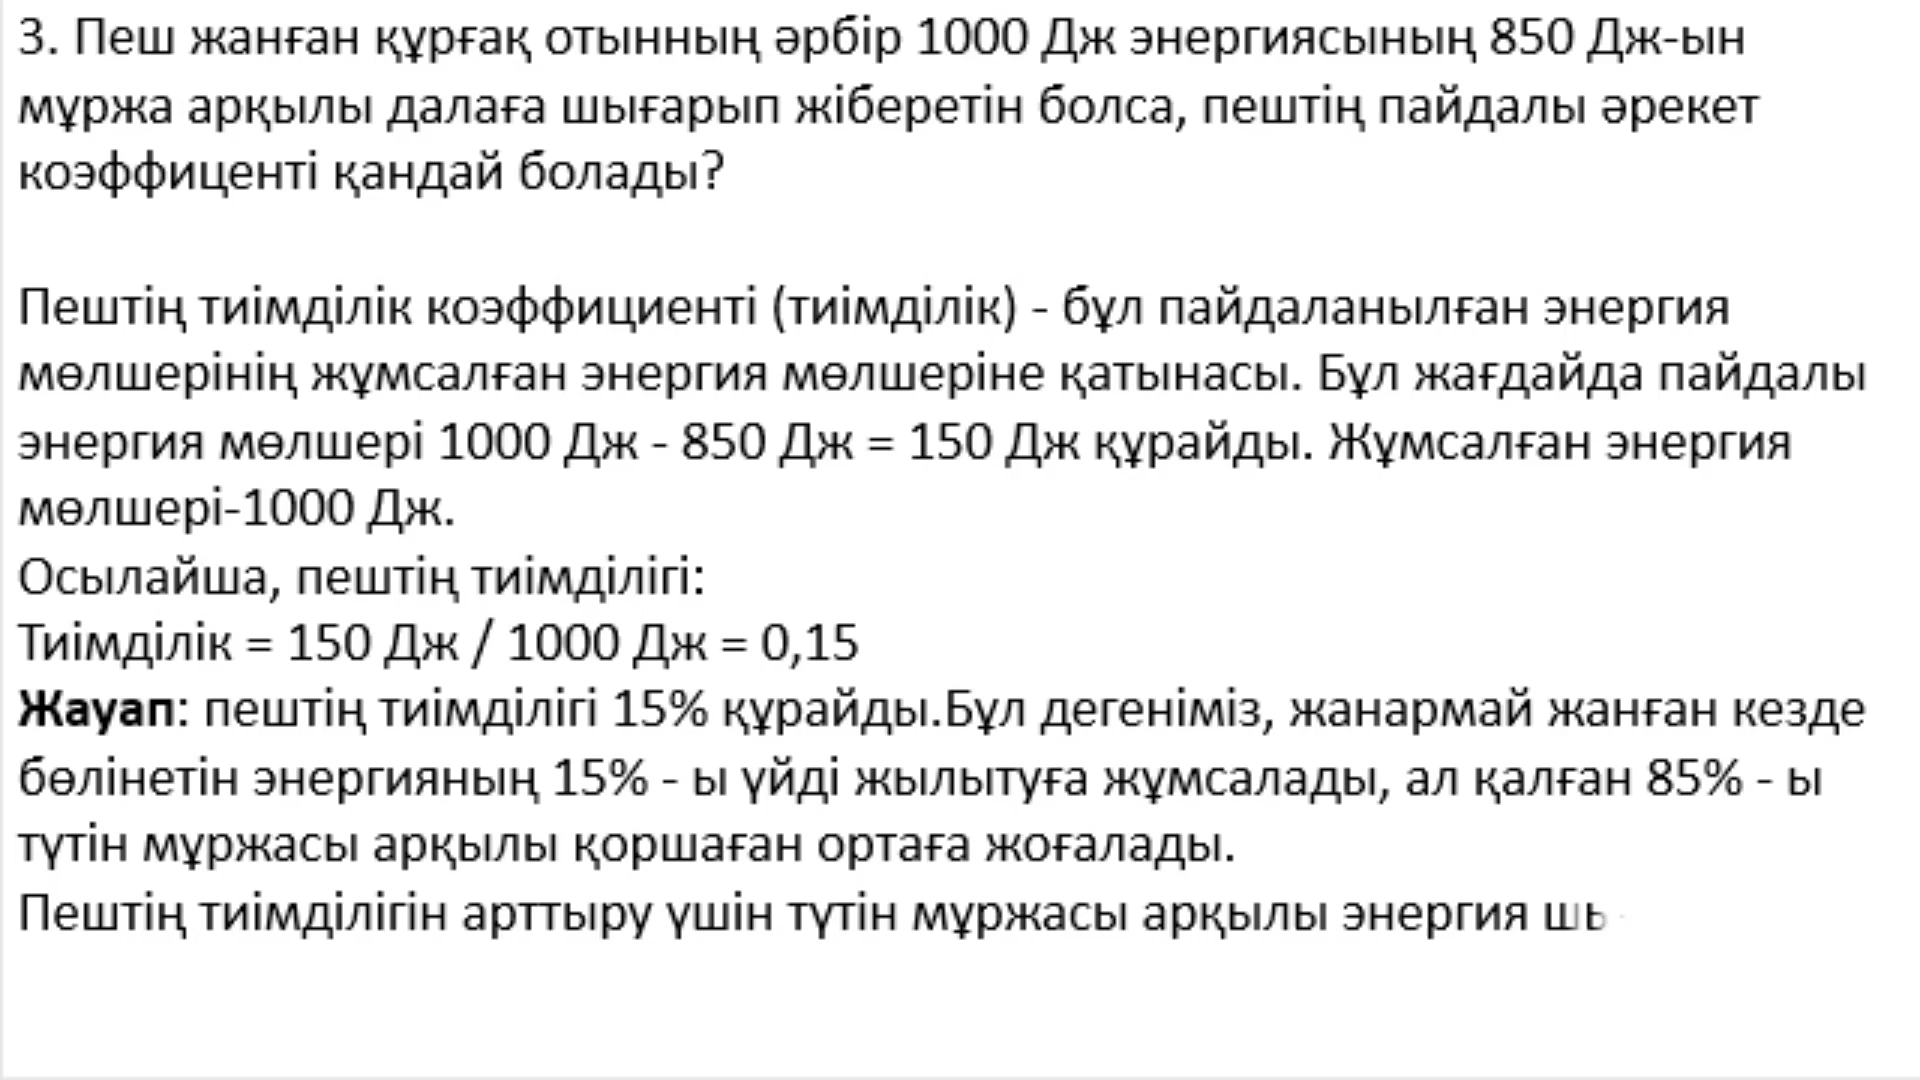 3. Пеш жанған құрғақ отынның әрбір 1000 Дж энергиясының 850 Дж-ын
мұржа арқылы далаға шығарып жіберетін болса, пештің пайдалы әрекет
коэффиценті қандай болады?
Пештің тиімділік коэффициенті (тиімділік) - бұл пайдаланылған энергия
мөлшерінің жұмсалған энергия мөлшеріне қатынасы. Бұл жағдайда пайдалы
энергия мөлшері 1000 Дж - 850 Дж = 150 Дж құрайды. Жұмсалған энергия
мөлшері-1000 Дж.
Осылайша, пештің тиімділігі:
Тиімділік = 150 Дж / 1000 Дж = 0,15
Жауап: пештің тиімділігі 15% құрайды.Бұл дегеніміз, жанармай жанған кезде
бөлінетін энергияның 15% - ы үйді жылытуға жұмсалады, ал қалған 85% - ы
түтін мұржасы арқылы қоршаған ортаға жоғалады.
Пештің тиімділігін арттыру үшін түтін мұржасы арқылы энергия